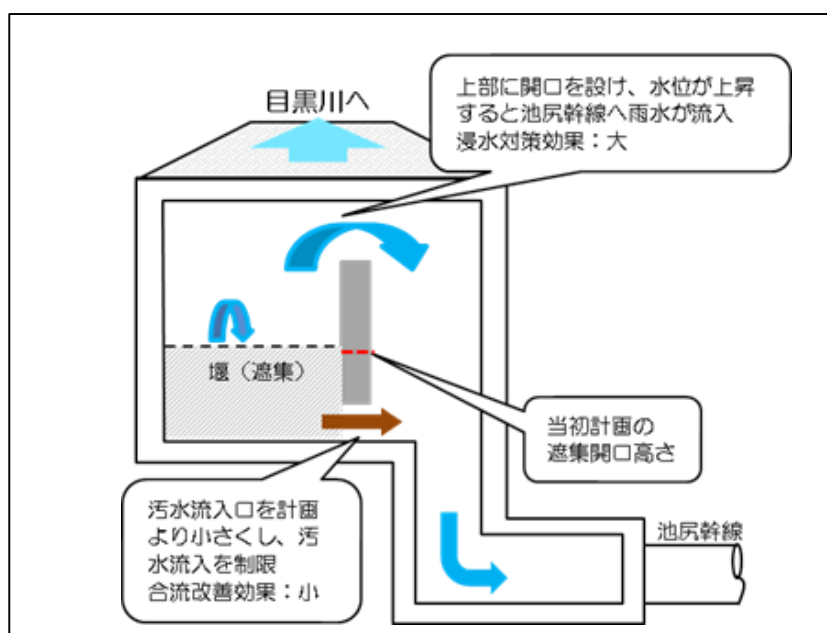 目黒川へ
上部に開口を設け、水位が上昇
すると池尻幹線へ雨水が流入
浸水対策効果：大
堰（遮集）
当初計画の
遮集開口高さ
汚水流入口を計画
より小さくし、汚
水流入を制限
合流改善効果：小
池尻幹線